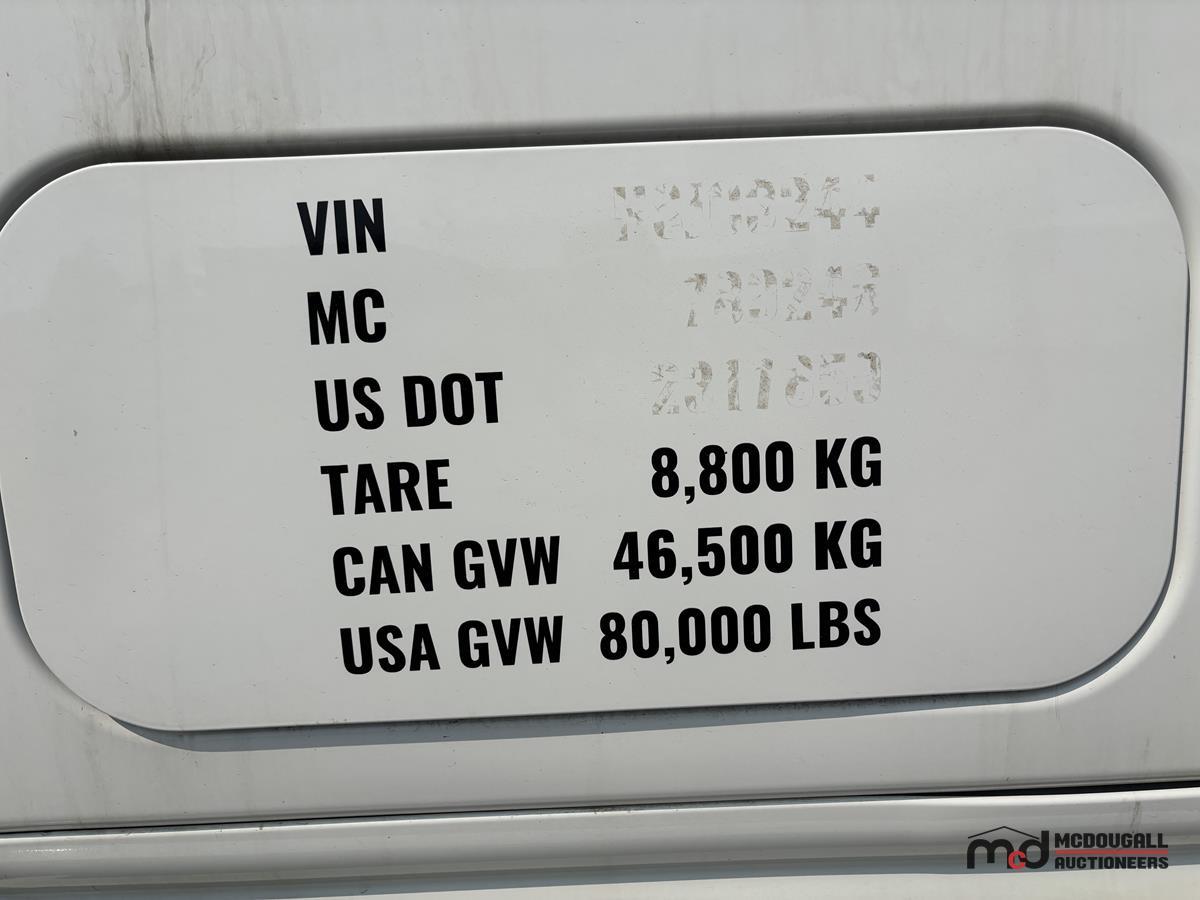 VIN
MC
US DOT
TARE 8,800 KG
CAN GVW 46,500 KG
USA GVW 80,000 LBS
mcd MCDOUGALL
AUCTIONEERS